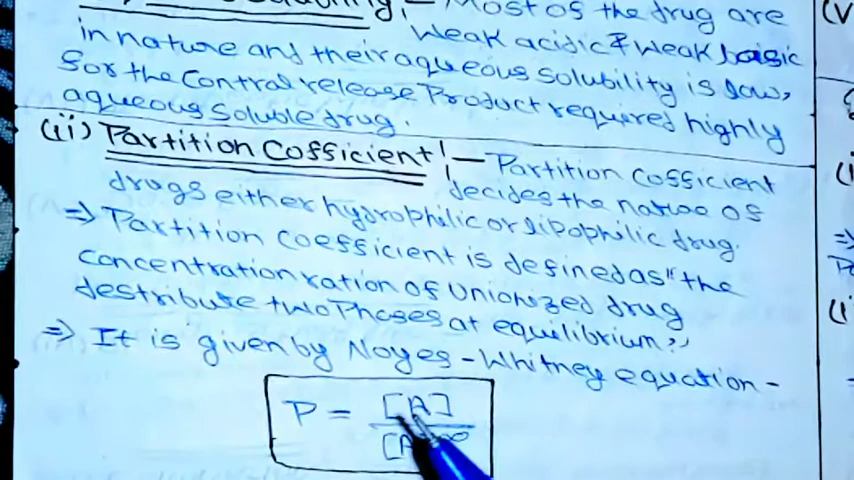 Most of the drug are
in nature and their aqueous solubility is low,
Weak acidic & weak basic
for the Control release Product required highly
aqueous soluble drug.
(ii) Partition Cofficient! — Partition Cofficient
decides the natioe of
drugs either hydrophilic or lipophilic drug.
⇒ Partition coefficient is defined as "the
concentration ration of unionized drug
destribute two Phases at equilibrium"
⇒ It is given by Noyes - Whitney equation -
P = [A]